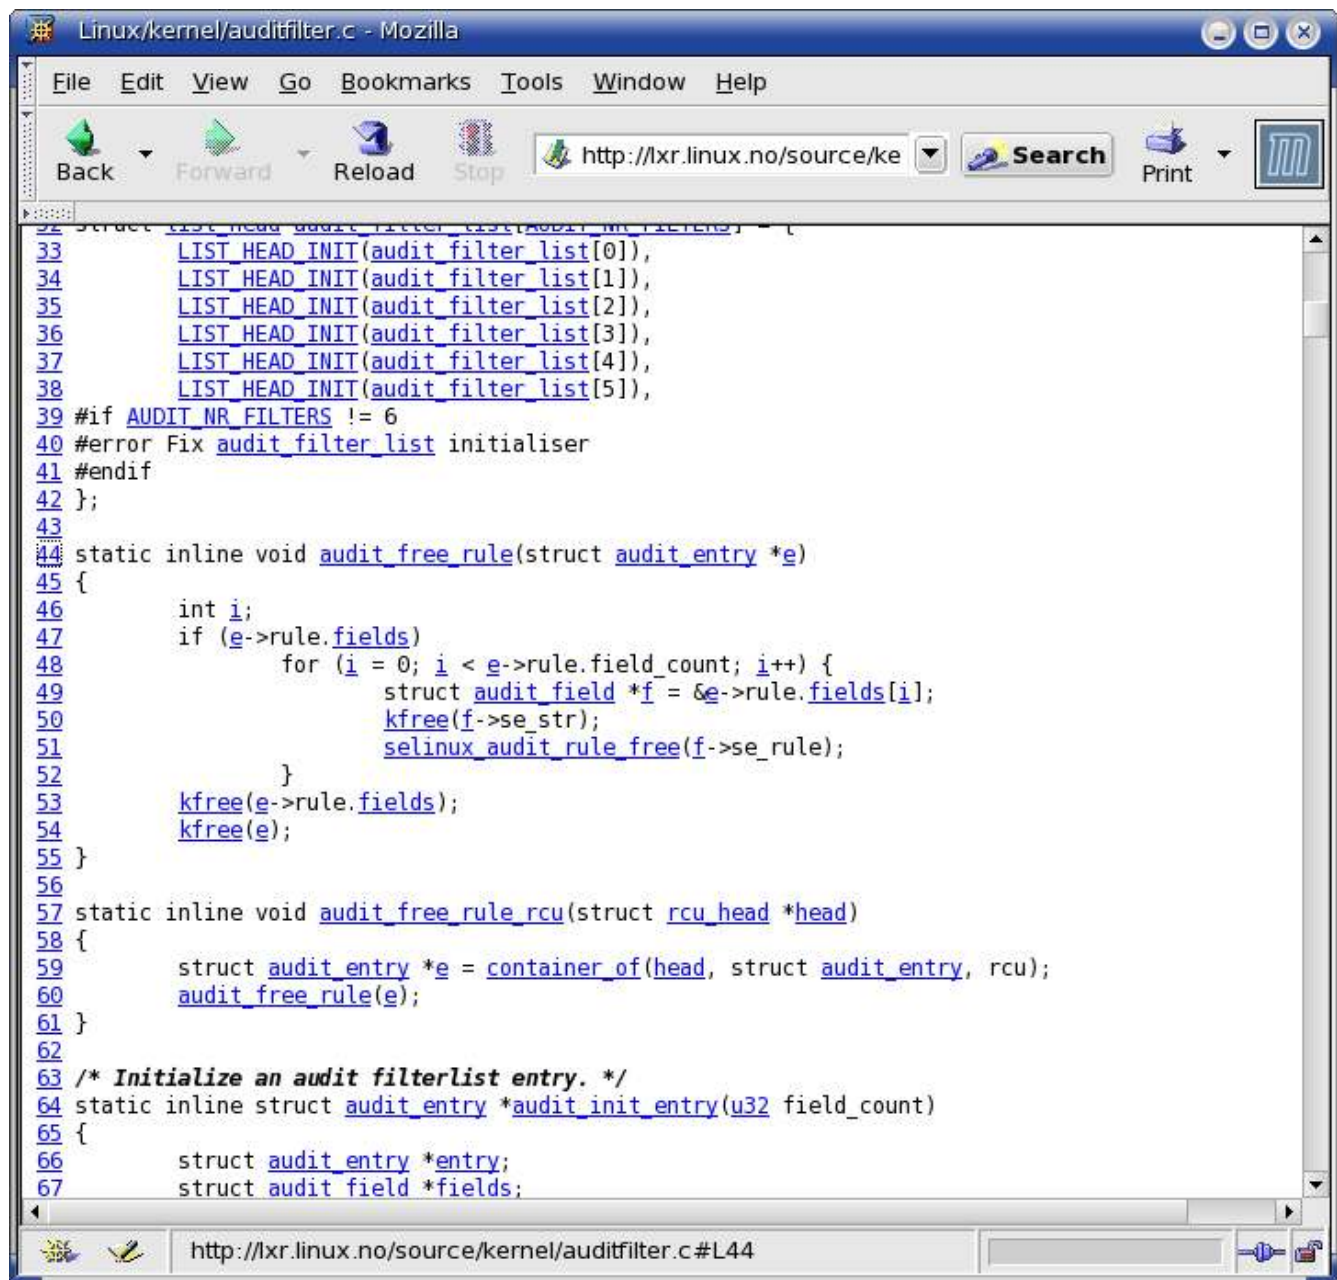 Linux/kernel/auditfilter.c - Mozilla
File Edit View Go Bookmarks Tools Window Help
Back Forward Reload Stop http://lxr.linux.no/source/ke Search Print
32 struct list_head audit_filter_list[AUDIT_NR_FILTERS] = {
33         LIST_HEAD_INIT(audit_filter_list[0]),
34         LIST_HEAD_INIT(audit_filter_list[1]),
35         LIST_HEAD_INIT(audit_filter_list[2]),
36         LIST_HEAD_INIT(audit_filter_list[3]),
37         LIST_HEAD_INIT(audit_filter_list[4]),
38         LIST_HEAD_INIT(audit_filter_list[5]),
39 #if AUDIT_NR_FILTERS != 6
40 #error Fix audit_filter_list initialiser
41 #endif
42 };
43
44 static inline void audit_free_rule(struct audit_entry *e)
45 {
46         int i;
47         if (e->rule.fields)
48                 for (i = 0; i < e->rule.field_count; i++) {
49                         struct audit_field *f = &e->rule.fields[i];
50                         kfree(f->se_str);
51                         selinux_audit_rule_free(f->se_rule);
52                 }
53         kfree(e->rule.fields);
54         kfree(e);
55 }
56
57 static inline void audit_free_rule_rcu(struct rcu_head *head)
58 {
59         struct audit_entry *e = container_of(head, struct audit_entry, rcu);
60         audit_free_rule(e);
61 }
62
63 /* Initialize an audit filterlist entry. */
64 static inline struct audit_entry *audit_init_entry(u32 field_count)
65 {
66         struct audit_entry *entry;
67         struct audit_field *fields;
http://lxr.linux.no/source/kernel/auditfilter.c#L44